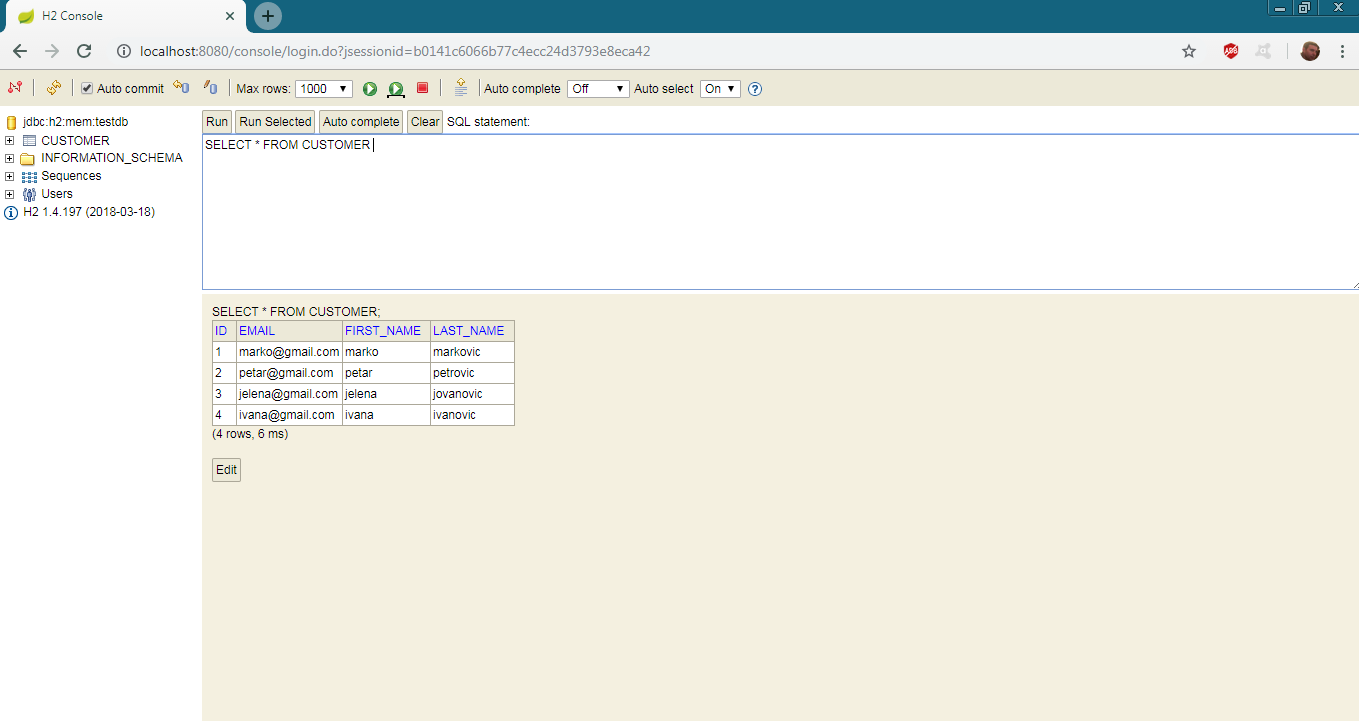 H2 Console
localhost:8080/console/login.do?jsessionid=b0141c6066b77c4ecc24d3793e8eca42
ABP
Auto commit Max rows: 1000 Auto complete Off Auto select On
jdbc:h2:mem:testdb
CUSTOMER
INFORMATION_SCHEMA
Sequences
Users
H2 1.4.197 (2018-03-18)
Run Run Selected Auto complete Clear SQL statement:
SELECT * FROM CUSTOMER
SELECT * FROM CUSTOMER;
ID EMAIL FIRST_NAME LAST_NAME
1 marko@gmail.com marko markovic
2 petar@gmail.com petar petrovic
3 jelena@gmail.com jelena jovanovic
4 ivana@gmail.com ivana ivanovic
(4 rows, 6 ms)
Edit